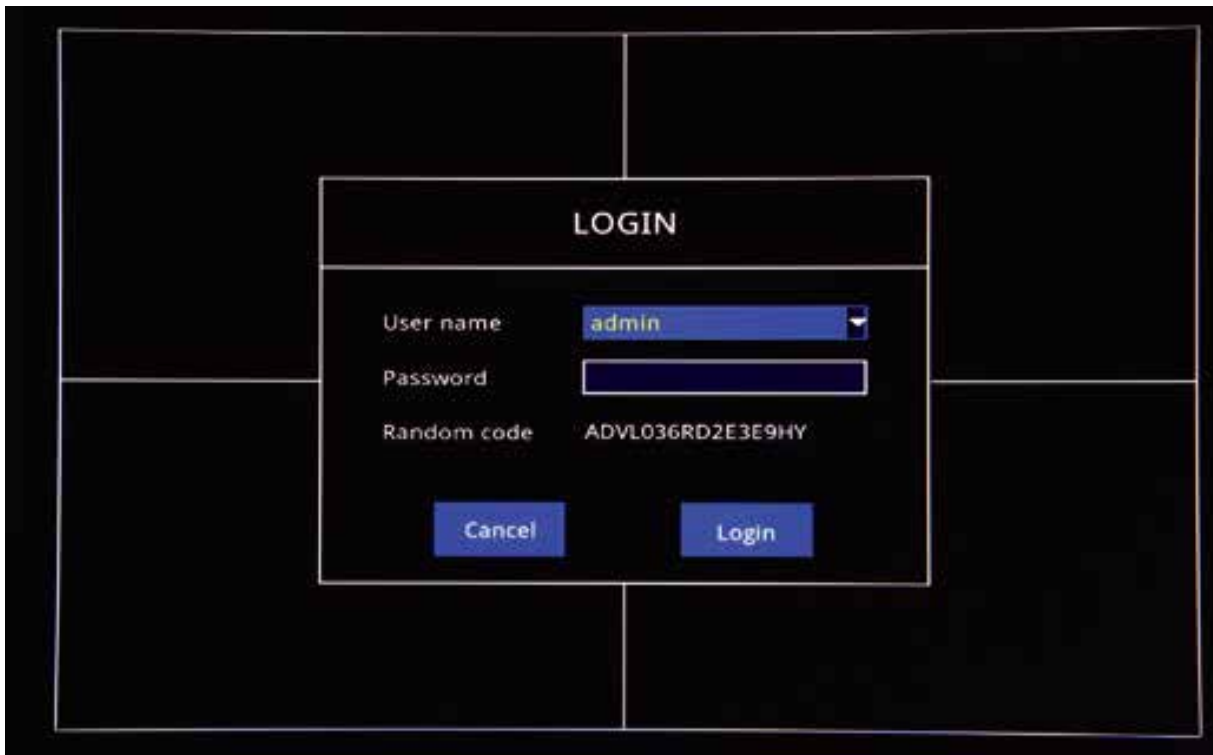 LOGIN
User name admin
Password
Random code ADVL036RD2E3E9HY
Cancel Login